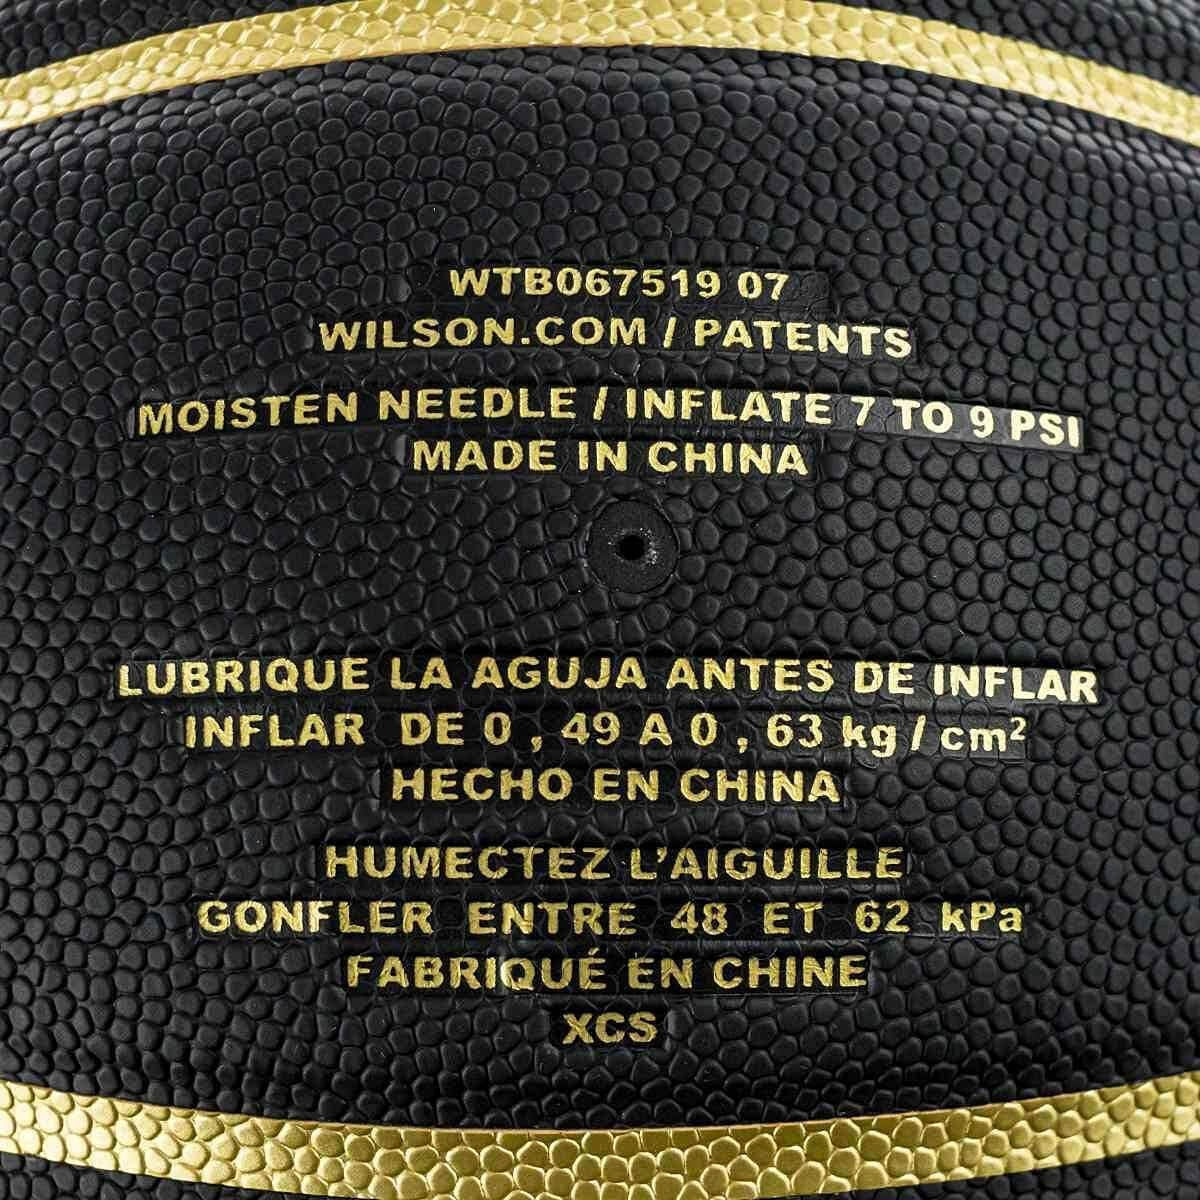 WTB067519 07
WILSON.COM / PATENTS
MOISTEN NEEDLE / INFLATE 7 TO 9 PSI
MADE IN CHINA
LUBRIQUE LA AGUJA ANTES DE INFLAR
INFLAR DE 0 , 49 A 0 , 63 kg / cm²
HECHO EN CHINA
HUMECTEZ L’AIGUILLE
GONFLER ENTRE 48 ET 62 kPa
FABRIQUÉ EN CHINE
XCS